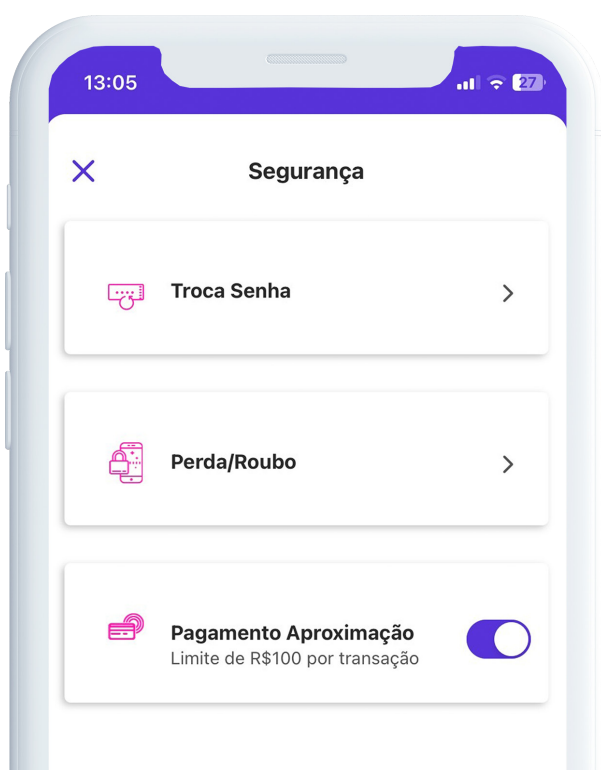 13:05
27
Segurança
Troca Senha
Perda/Roubo
Pagamento Aproximação
Limite de R$100 por transação